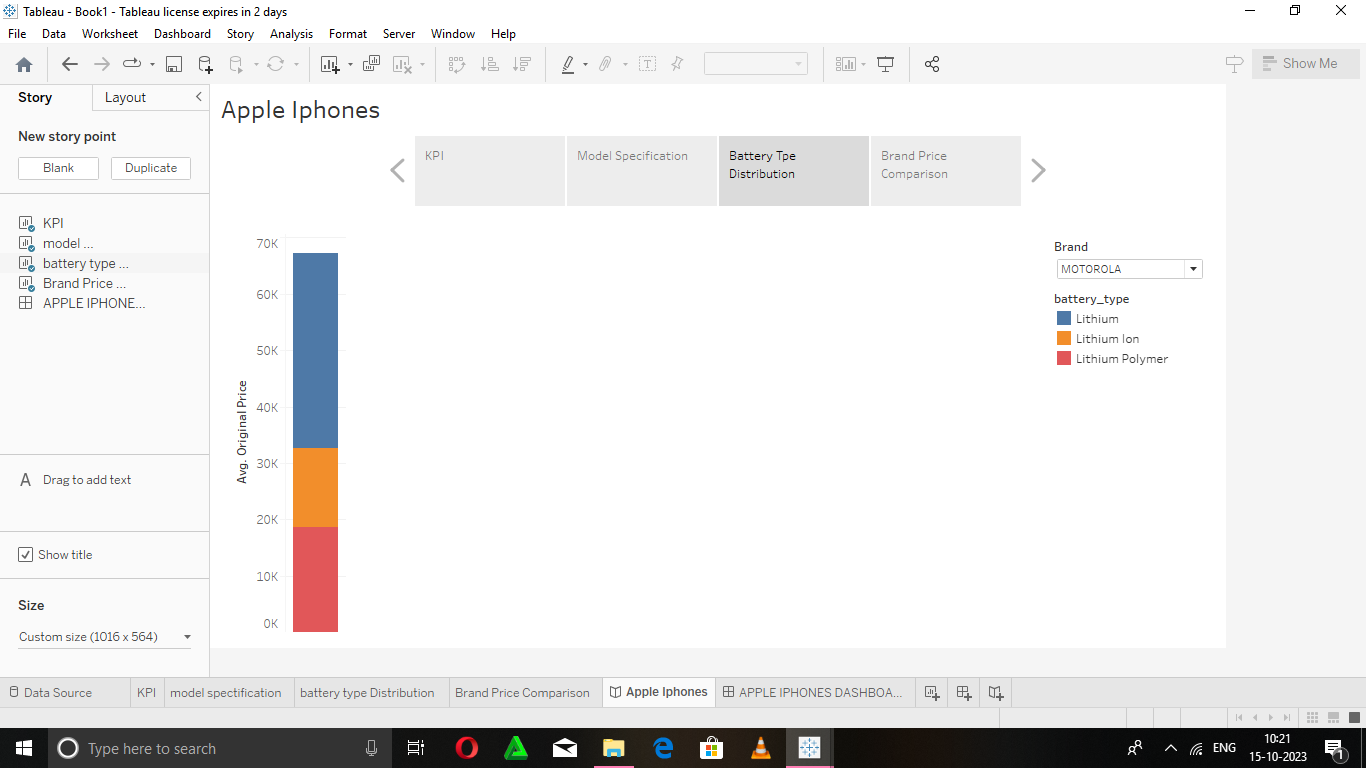 Tableau - Book1 - Tableau license expires in 2 days
File Data Worksheet Dashboard Story Analysis Format Server Window Help
Show Me
Story Layout
New story point
Blank Duplicate
KPI
model ...
battery type ...
Brand Price ...
APPLE IPHONE...
A Drag to add text
Show title
Size
Custom size (1016 x 564)
Apple Iphones
KPI
Model Specification
Battery Tpe
Distribution
Brand Price
Comparison
70K
60K
50K
40K
30K
20K
10K
0K
Avg. Original Price
Brand
MOTOROLA
battery_type
Lithium
Lithium Ion
Lithium Polymer
Data Source KPI model spectification battery type Distribution Brand Price Comparison Apple Iphones APPLE IPHONES DASHBOA...
Type here to search
ENG
10:21
15-10-2023
1